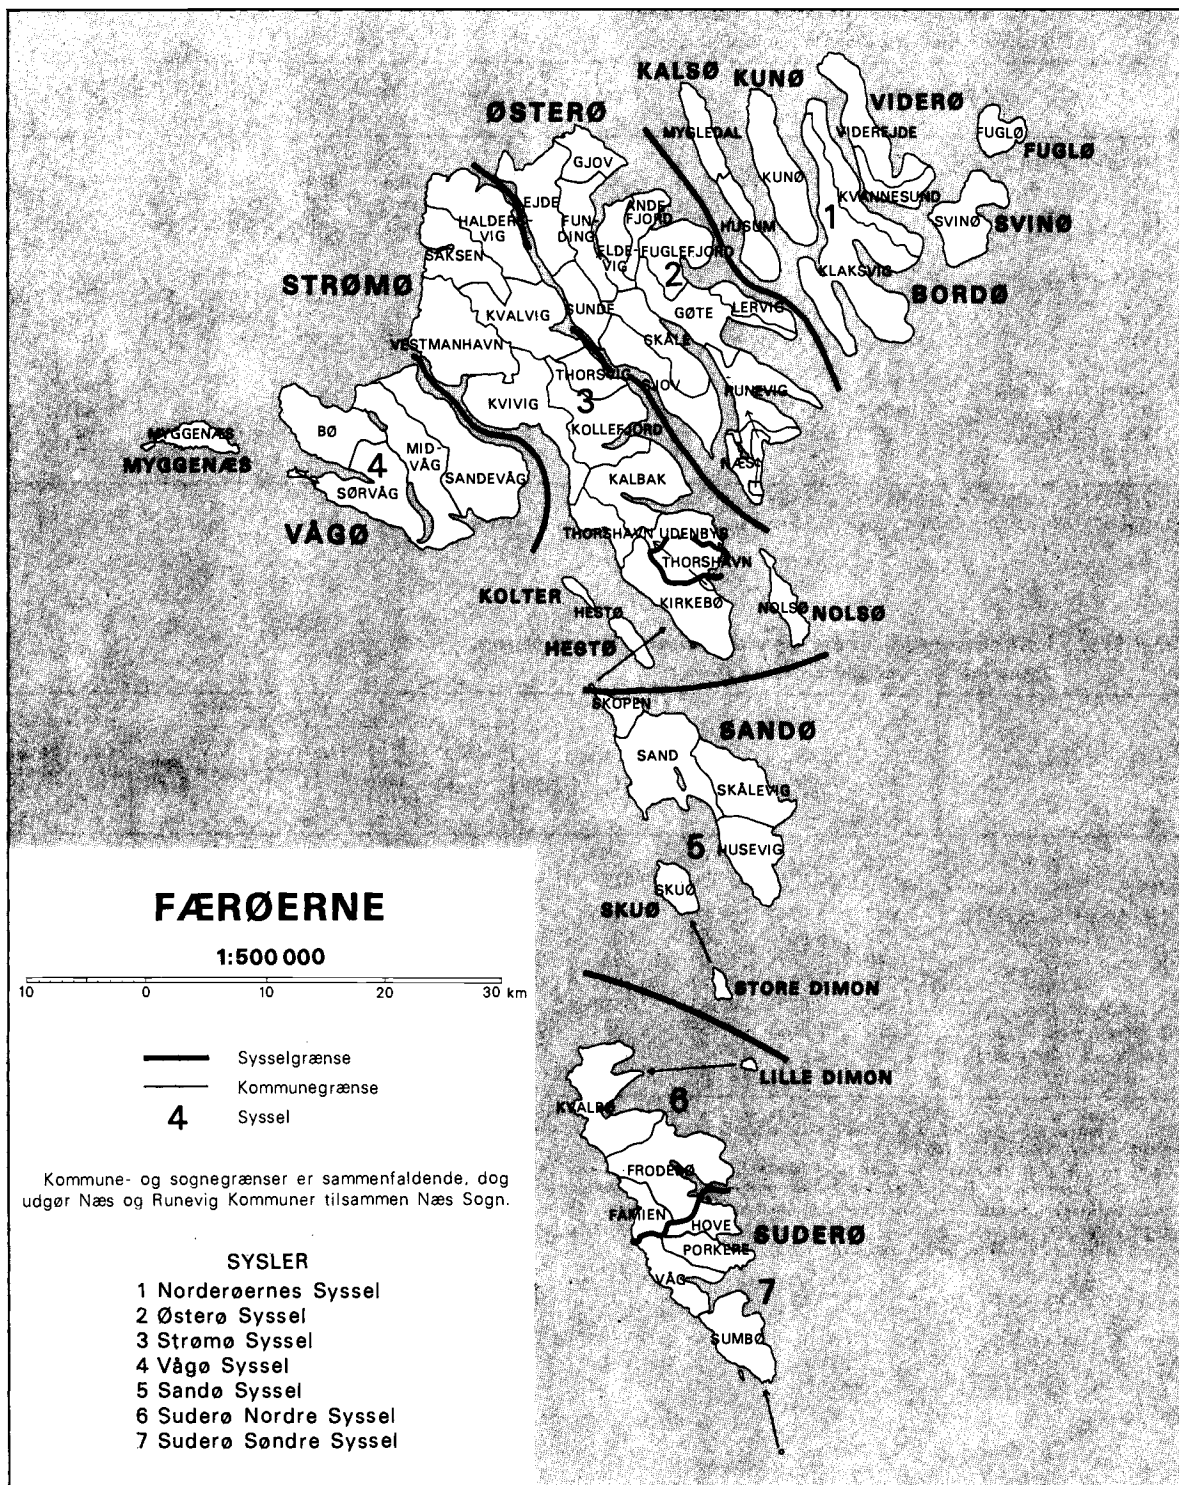 KALSØ
KUNØ
VIDERØ
ØSTERØ
FUGLØ
MYGLEDAL
VIDEREJDE
FUGLØ
GJOV
KUNØ
EJDE
ANDE-
FJORD
KVANNESUND
HALDERS-
VIG
FUN-
DING
1
SVINØ
SVINØ
HUSUM
SAKSEN
ELDE-
VIG
FUGLEFJORD
2
KLAKSVIG
STRØMØ
BORDØ
KVALVIG
SUNDE
GØTE
LERVIG
VESTMANHAVN
SKÅLE
THORSVIG
SJOV
RUNEVIG
KVIVIG
3
BØ
KOLLEFJORD
MYGGENÆS
MYGGENÆS
MID-
VÅG
4
SANDEVÅG
NÆS
KALBAK
SØRVÅG
VÅGØ
THORSHAVN UDENBYS
THORSHAVN
KOLTER
HESTØ
KIRKEBØ
NOLSØ
NOLSØ
HESTØ
SKOPEN
SANDØ
SAND
SKÅLEVIG
5
HUSEVIG
SKUØ
SKUØ
FÆRØERNE
1:500 000
10 0 10 20 30 km
STORE DIMON
Sysselgrænse
Kommunegrænse
4 Syssel
LILLE DIMON
6
KVALBØ
FRODEBØ
Kommune- og sognegrænser er sammenfaldende, dog
udgør Næs og Runevig Kommuner tilsammen Næs Sogn.
FAMIEN
HOVE
SUDERØ
PORKERE
VÅG
7
SUMBØ
SYSLER
1 Norderøernes Syssel
2 Østerø Syssel
3 Strømø Syssel
4 Vågø Syssel
5 Sandø Syssel
6 Suderø Nordre Syssel
7 Suderø Søndre Syssel